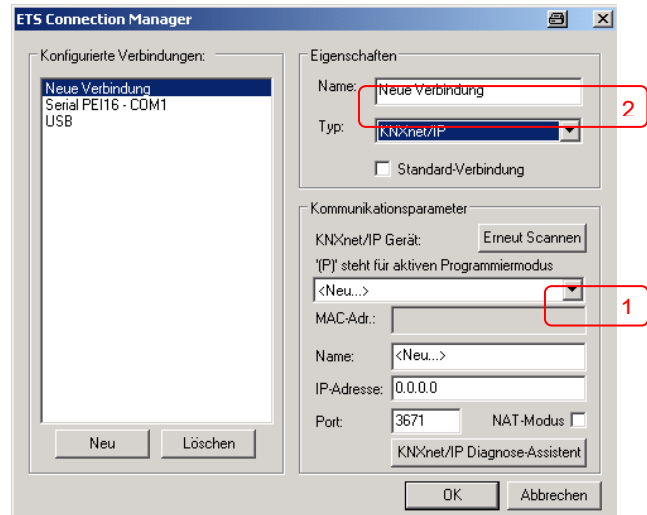 ETS Connection Manager
Konfigurierte Verbindungen:
Neue Verbindung
Serial PEI16 - COM1
USB
Neu
Löschen
Eigenschaften
Name:
Neue Verbindung
2
Typ:
KNXnet/IP
Standard-Verbindung
Kommunikationsparameter
KNXnet/IP Gerät:
Erneut Scannen
'(P)' steht für aktiven Programmiermodus
<Neu...>
1
MAC-Adr.:
Name:
<Neu...>
IP-Adresse:
0.0.0.0
Port:
3671
NAT-Modus
KNXnet/IP Diagnose-Assistent
OK
Abbrechen